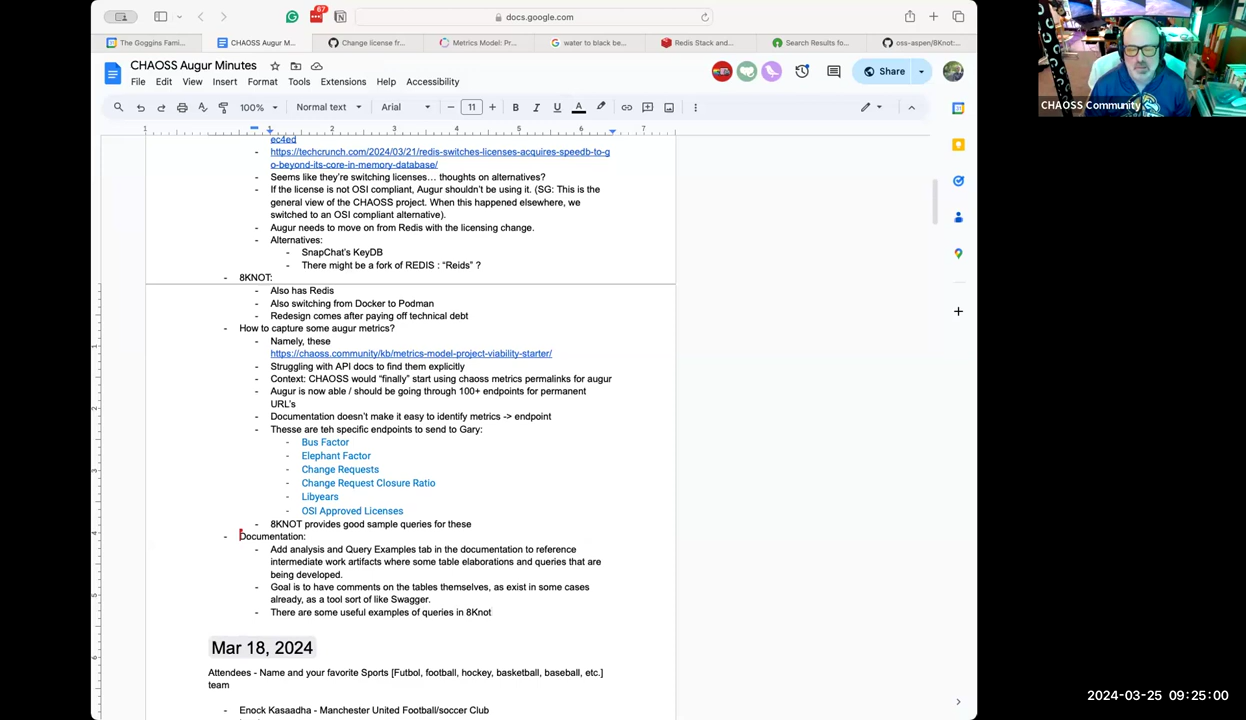 67
docs.google.com
The Goggins Fami...
CHAOSS Augur M...
Change license fr...
Metrics Model: Pr...
water to black be...
Redis Stack and...
Search Results fo...
oss-aspen/8Knot:...
CHAOSS Augur Minutes
File Edit View Insert Format Tools Extensions Help Accessibility
Share
100% Normal text Arial 11 B I U A
1 1 2 3 4 5 6 7
ec4ed
- https://techcrunch.com/2024/03/21/redis-switches-licenses-acquires-speedb-to-g
o-beyond-its-core-in-memory-database/
- Seems like they're switching licenses… thoughts on alternatives?
- If the license is not OSI compliant, Augur shouldn't be using it. (SG: This is the
general view of the CHAOSS project. When this happened elsewhere, we
switched to an OSI compliant alternative).
- Augur needs to move on from Redis with the licensing change.
- Alternatives:
- SnapChat's KeyDB
- There might be a fork of REDIS : "Reids" ?
- 8KNOT:
- Also has Redis
- Also switching from Docker to Podman
- Redesign comes after paying off technical debt
- How to capture some augur metrics?
- Namely, these
https://chaoss.community/kb/metrics-model-project-viability-starter/
- Struggling with API docs to find them explicitly
- Context: CHAOSS would "finally" start using chaoss metrics permalinks for augur
- Augur is now able / should be going through 100+ endpoints for permanent
URL's
- Documentation doesn't make it easy to identify metrics -> endpoint
- Thesse are teh specific endpoints to send to Gary:
- Bus Factor
- Elephant Factor
- Change Requests
- Change Request Closure Ratio
- Libyears
- OSI Approved Licenses
- 8KNOT provides good sample queries for these
- Documentation:
- Add analysis and Query Examples tab in the documentation to reference
intermediate work artifacts where some table elaborations and queries that are
being developed.
- Goal is to have comments on the tables themselves, as exist in some cases
already, as a tool sort of like Swagger.
- There are some useful examples of queries in 8Knot
Mar 18, 2024
Attendees - Name and your favorite Sports [Futbol, football, hockey, basketball, baseball, etc.]
team
- Enock Kasaadha - Manchester United Football/soccer Club
CHAOSS Community
2024-03-25 09:25:00